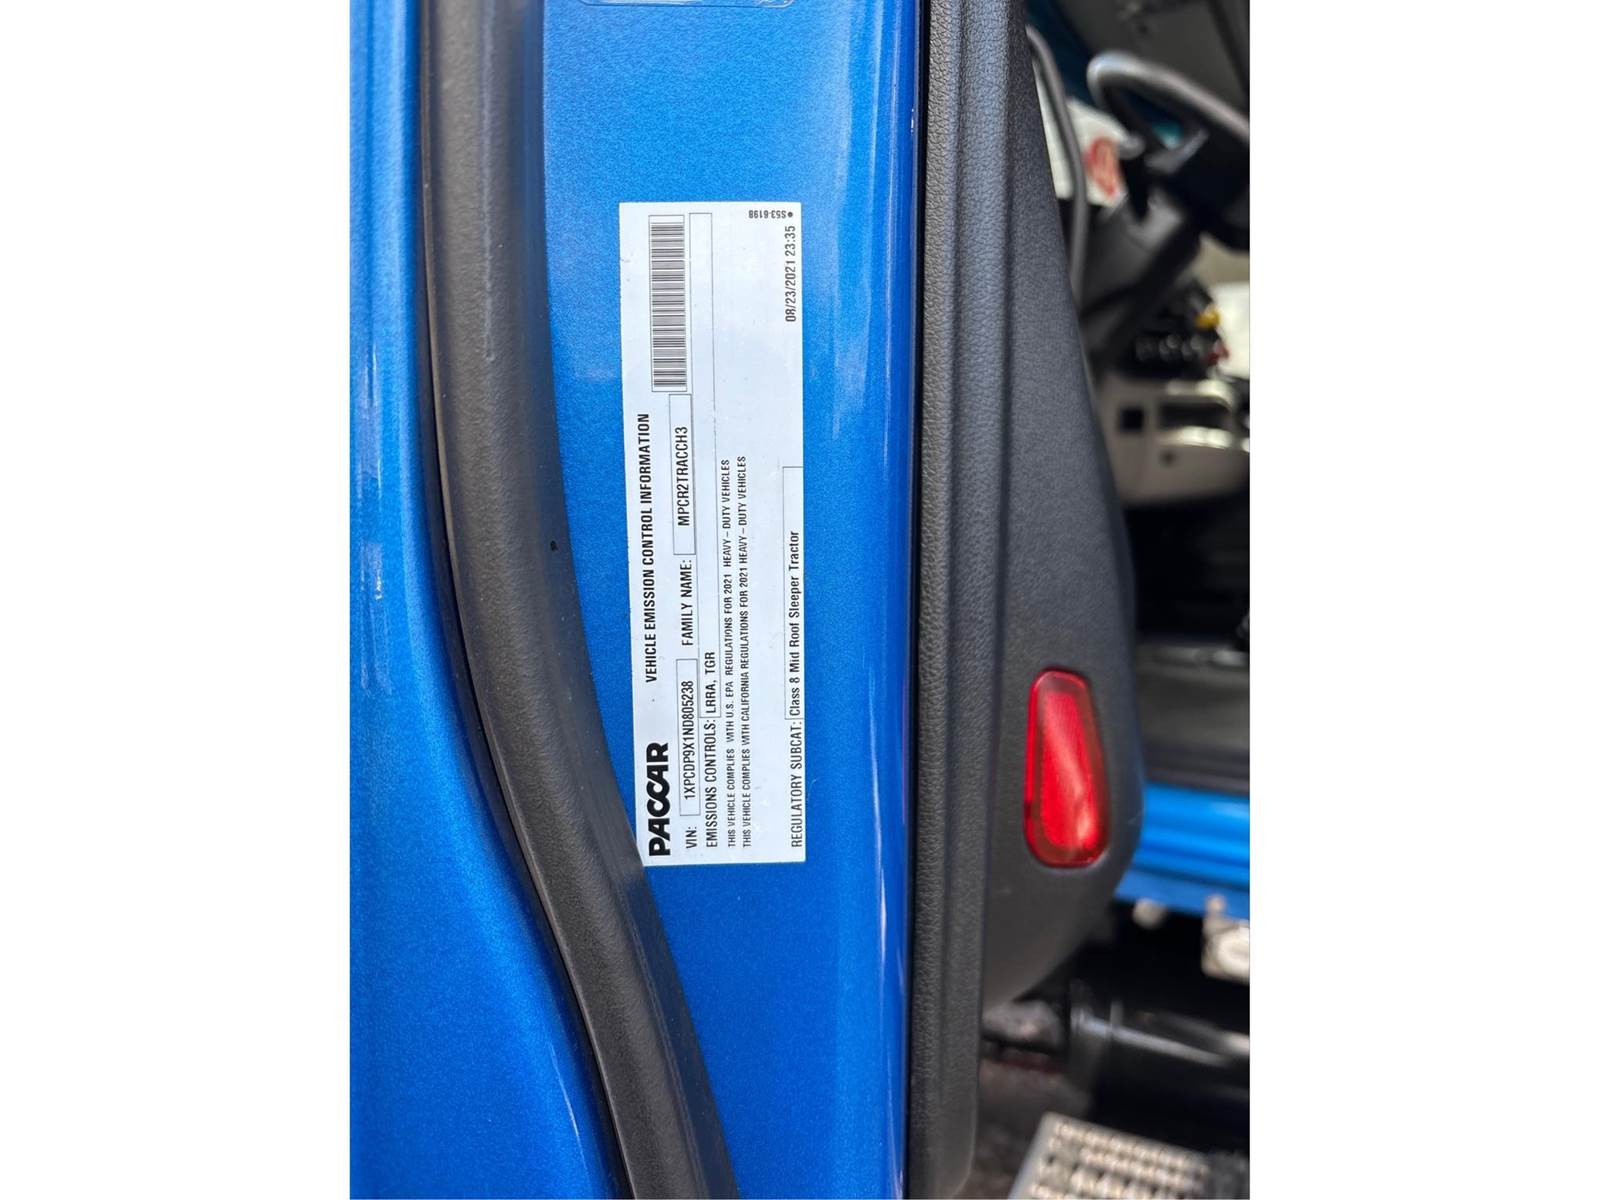 PACCAR VEHICLE EMISSION CONTROL INFORMATION
VIN: 1XPCDP9X1ND805238 FAMILY NAME: MPCR2TRACCH3
EMISSIONS CONTROLS: LRRA, TGR
THIS VEHICLE COMPLIES WITH U.S. EPA REGULATIONS FOR 2021 HEAVY – DUTY VEHICLES
THIS VEHICLE COMPLIES WITH CALIFORNIA REGULATIONS FOR 2021 HEAVY – DUTY VEHICLES
REGULATORY SUBCAT: Class 8 Mid Roof Sleeper Tractor 08/23/2021 23:35
S53-6198